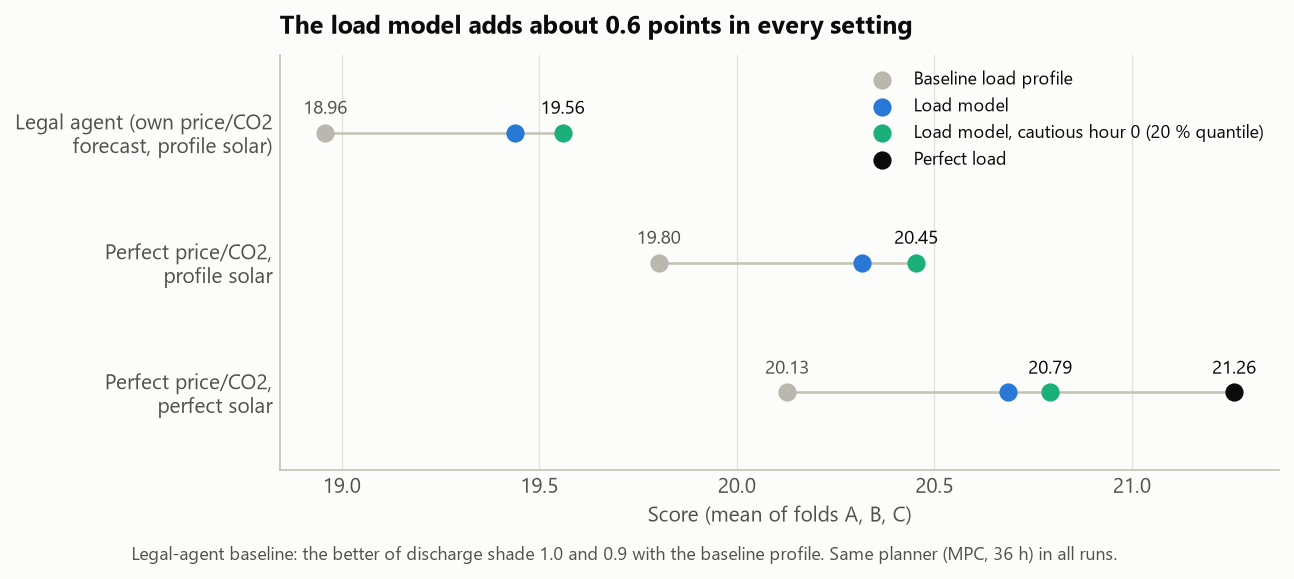 The load model adds about 0.6 points in every setting
Baseline load profile
Load model
Load model, cautious hour 0 (20 % quantile)
Perfect load
Legal agent (own price/CO2
forecast, profile solar)
18.96
19.56
Perfect price/CO2,
profile solar
19.80
20.45
Perfect price/CO2,
perfect solar
20.13
20.79
21.26
19.0
19.5
20.0
20.5
21.0
Score (mean of folds A, B, C)
Legal-agent baseline: the better of discharge shade 1.0 and 0.9 with the baseline profile. Same planner (MPC, 36 h) in all runs.